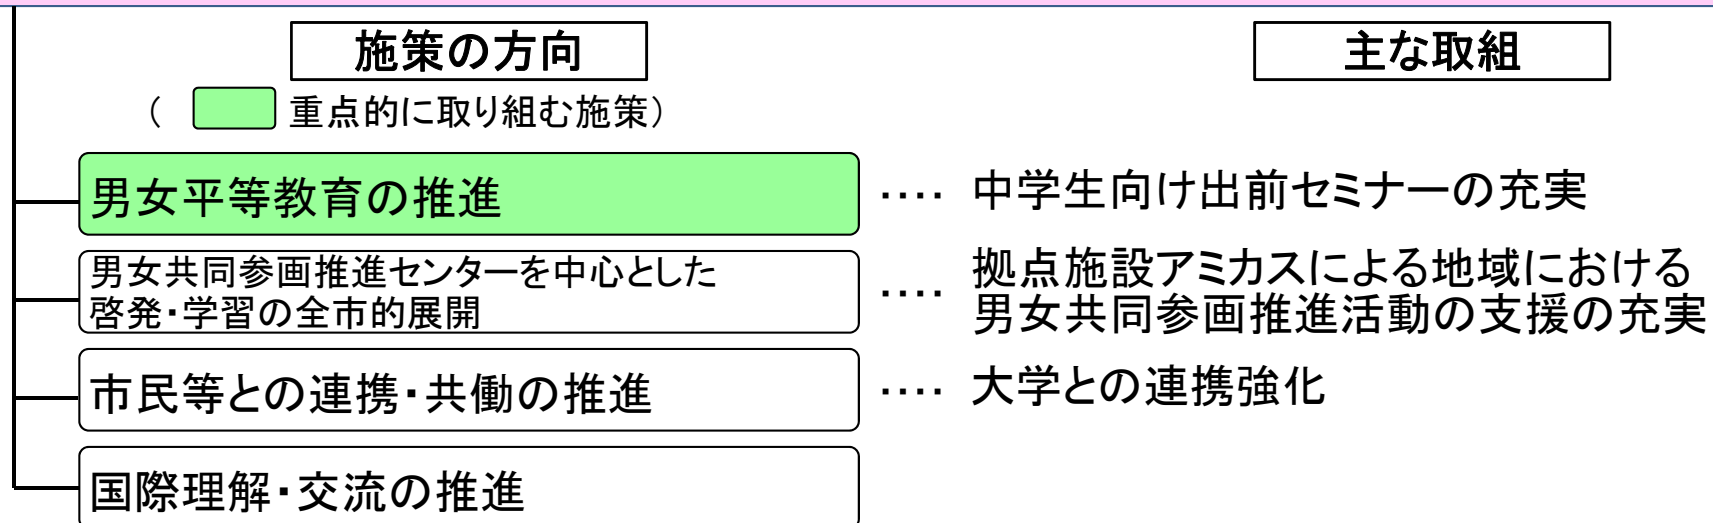 施策の方向
主な取組
( 重点的に取り組む施策)
男女平等教育の推進
‥‥ 中学生向け出前セミナーの充実
男女共同参画推進センターを中心とした
啓発・学習の全市的展開
‥‥ 拠点施設アミカスによる地域における
男女共同参画推進活動の支援の充実
市民等との連携・共働の推進
‥‥ 大学との連携強化
国際理解・交流の推進